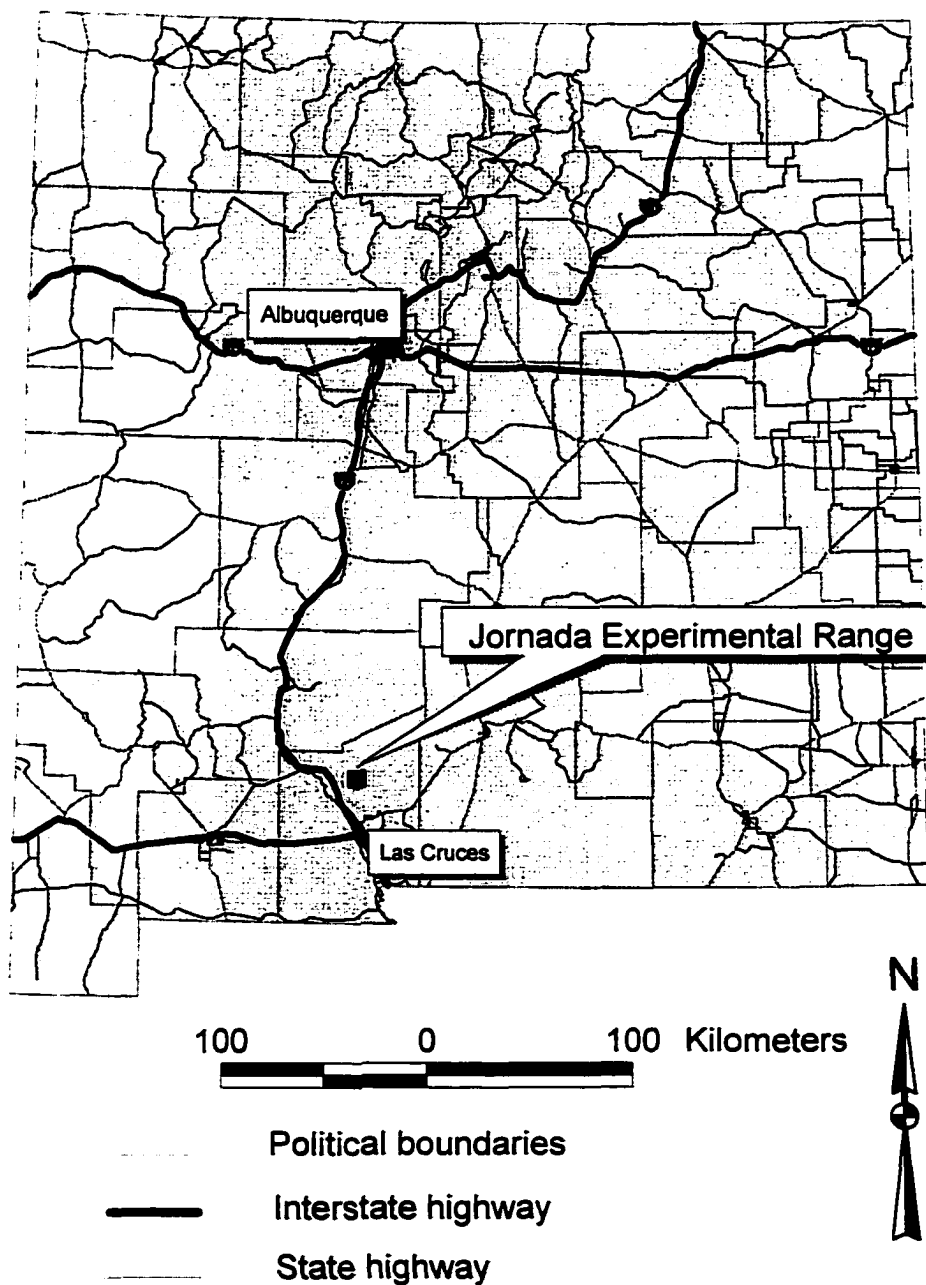 Albuquerque
Jornada Experimental Range
Las Cruces
N
100 0 100 Kilometers
Political boundaries
Interstate highway
State highway